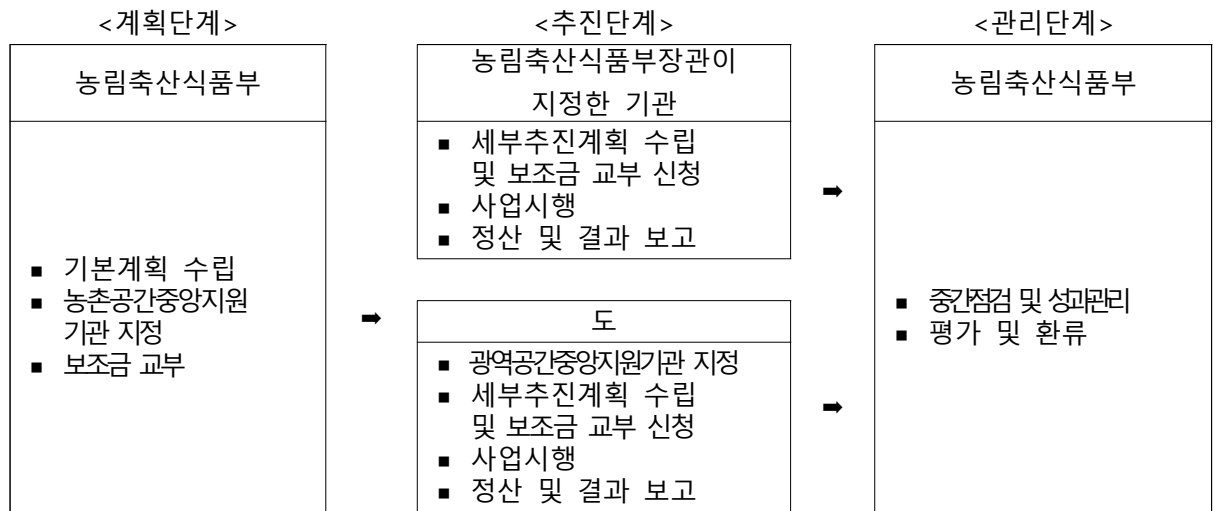 <계획단계>
농림축산식품부
▪ 기본계획 수립
▪ 농촌공간중앙지원
기관 지정
▪ 보조금 교부
➡
<추진단계>
농림축산식품부장관이
지정한 기관
▪ 세부추진계획 수립
및 보조금 교부 신청
▪ 사업시행
▪ 정산 및 결과 보고
➡
도
▪ 광역공간중앙지원기관 지정
▪ 세부추진계획 수립
및 보조금 교부 신청
▪ 사업시행
▪ 정산 및 결과 보고
➡
<관리단계>
농림축산식품부
▪ 중간점검 및 성과관리
▪ 평가 및 환류